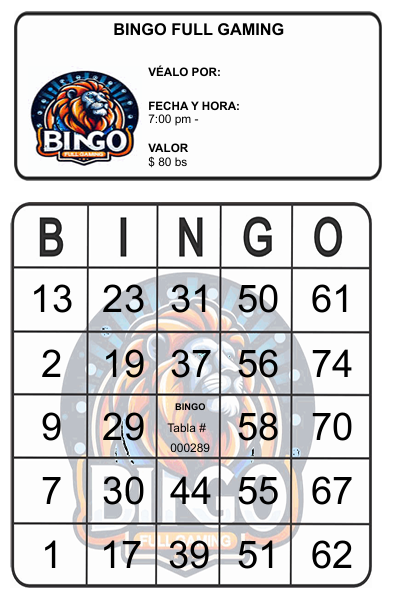 BINGO FULL GAMING
VÉALO POR:
FECHA Y HORA:
7:00 pm -
VALOR
$ 80 bs
BINGO
FULL GAMING
B I N G O
13 23 31 50 61
2 19 37 56 74
BINGO
9 29 Tabla # 58 70
000289
7 30 44 55 67
BINGO
FULL GAMING
1 17 39 51 62